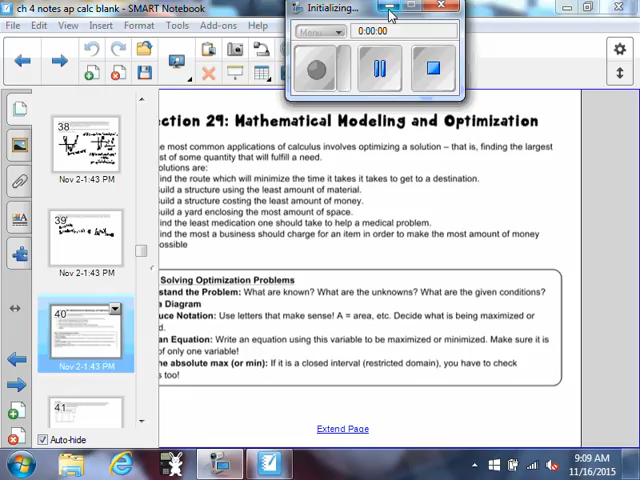 ch 4 notes ap calc blank - SMART Notebook
Initializing...
Edit View Insert Format Tools
Menu
0:00:00
38
Nov 2-1:43 PM
39
Nov 2-1:43 PM
40
Nov 2-1:43 PM
41
Auto-hide
ction 29: Mathematical Modeling and Optimization
e most common applications of calculus involves optimizing a solution – that is, finding the largest
st of some quantity that will fulfill a need.
olutions are:
ind the route which will minimize the time it takes it takes to get to a destination.
uild a structure using the least amount of material.
uild a structure costing the least amount of money.
uild a yard enclosing the most amount of space.
ind the least medication one should take to help a medical problem.
ind the most a business should charge for an item in order to make the most amount of money
ossible
Solving Optimization Problems
stand the Problem: What are known? What are the unknowns? What are the given conditions?
a Diagram
uce Notation: Use letters that make sense! A = area, etc. Decide what is being maximized or
d.
an Equation: Write an equation using this variable to be maximized or minimized. Make sure it is
of only one variable!
he absolute max (or min): If it is a closed interval (restricted domain), you have to check
s too!
Extend Page
9:09 AM
11/16/2015